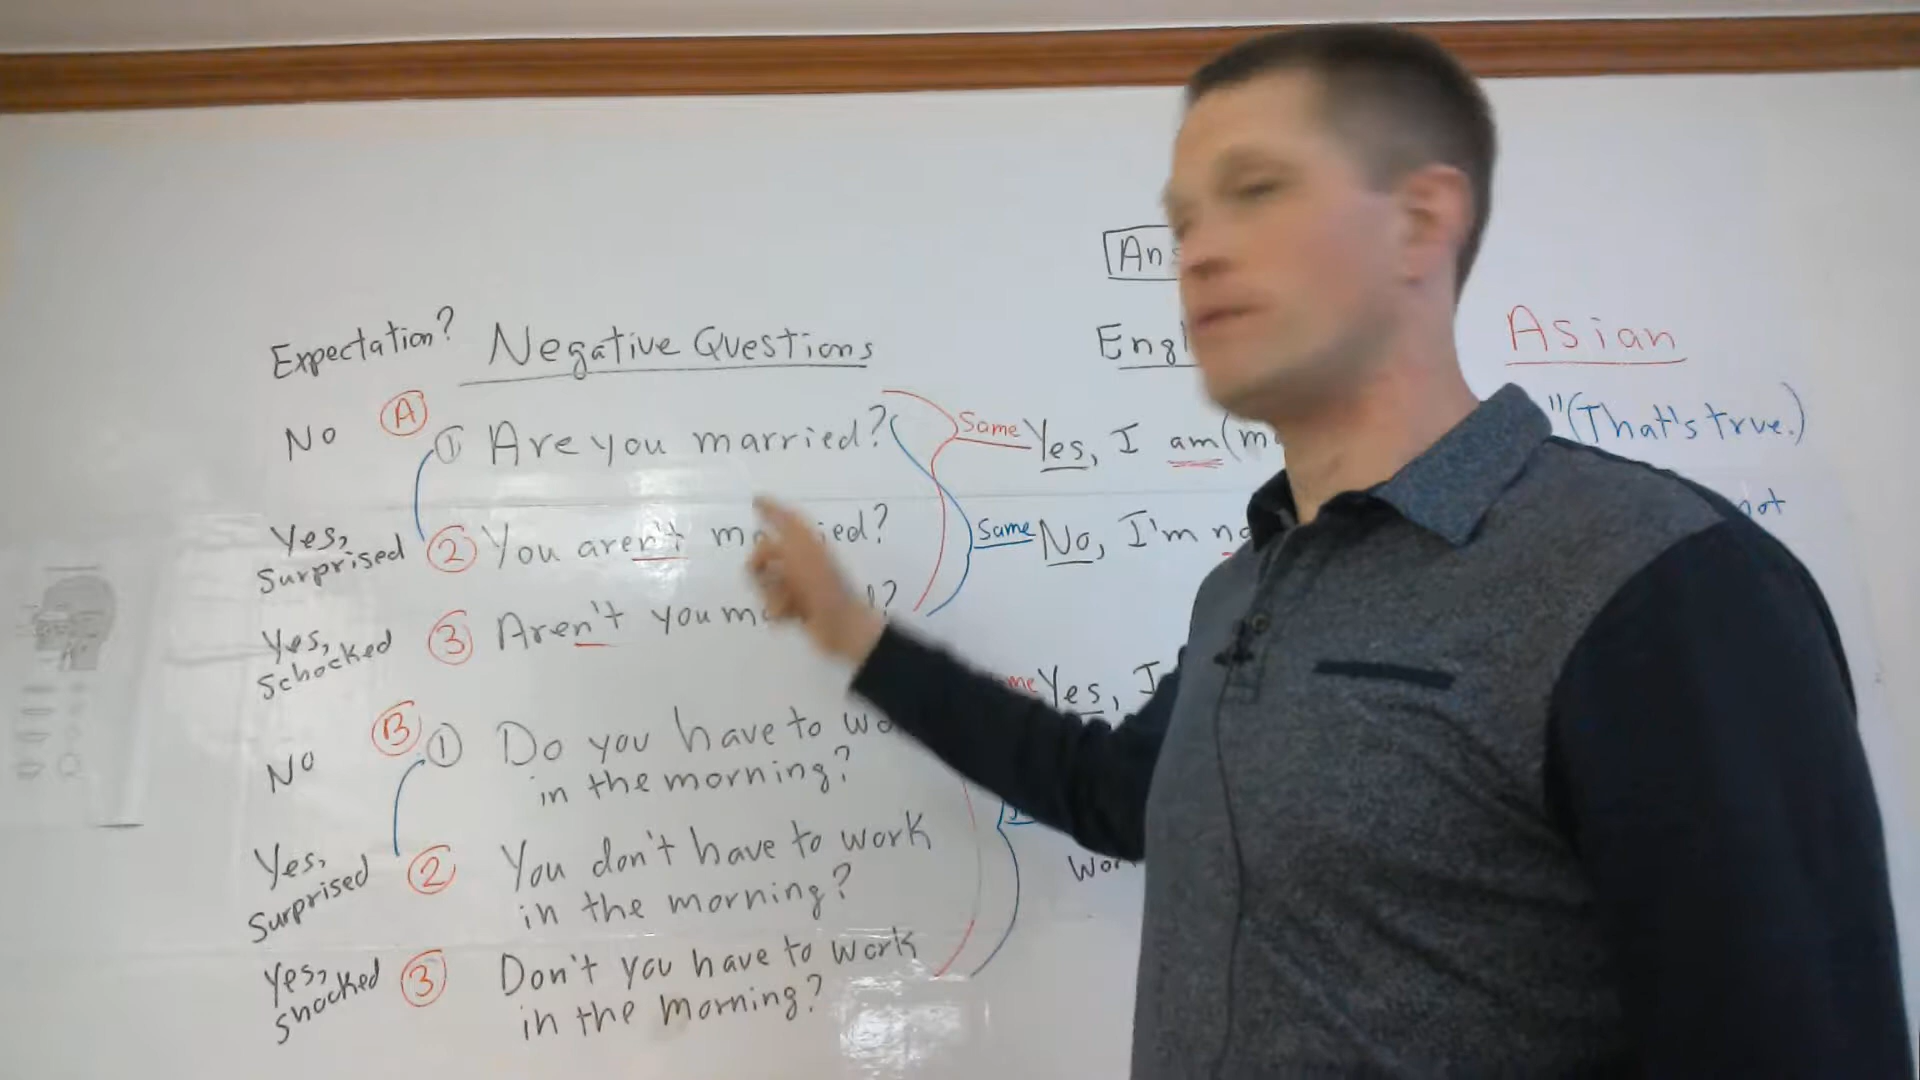 Expectation? Negative Questions
Asian
No Ⓐ ① Are you married? Same Yes, I am "(That's true.)
Yes, Surprised ② You aren't married? Same No, I'm not
Yes, Schocked ③ Aren't you
Yes, I
No Ⓑ ① Do you have to
in the morning?
Yes, Surprised ② You don't have to work
in the morning?
Yes, shocked ③ Don't you have to work
in the morning?